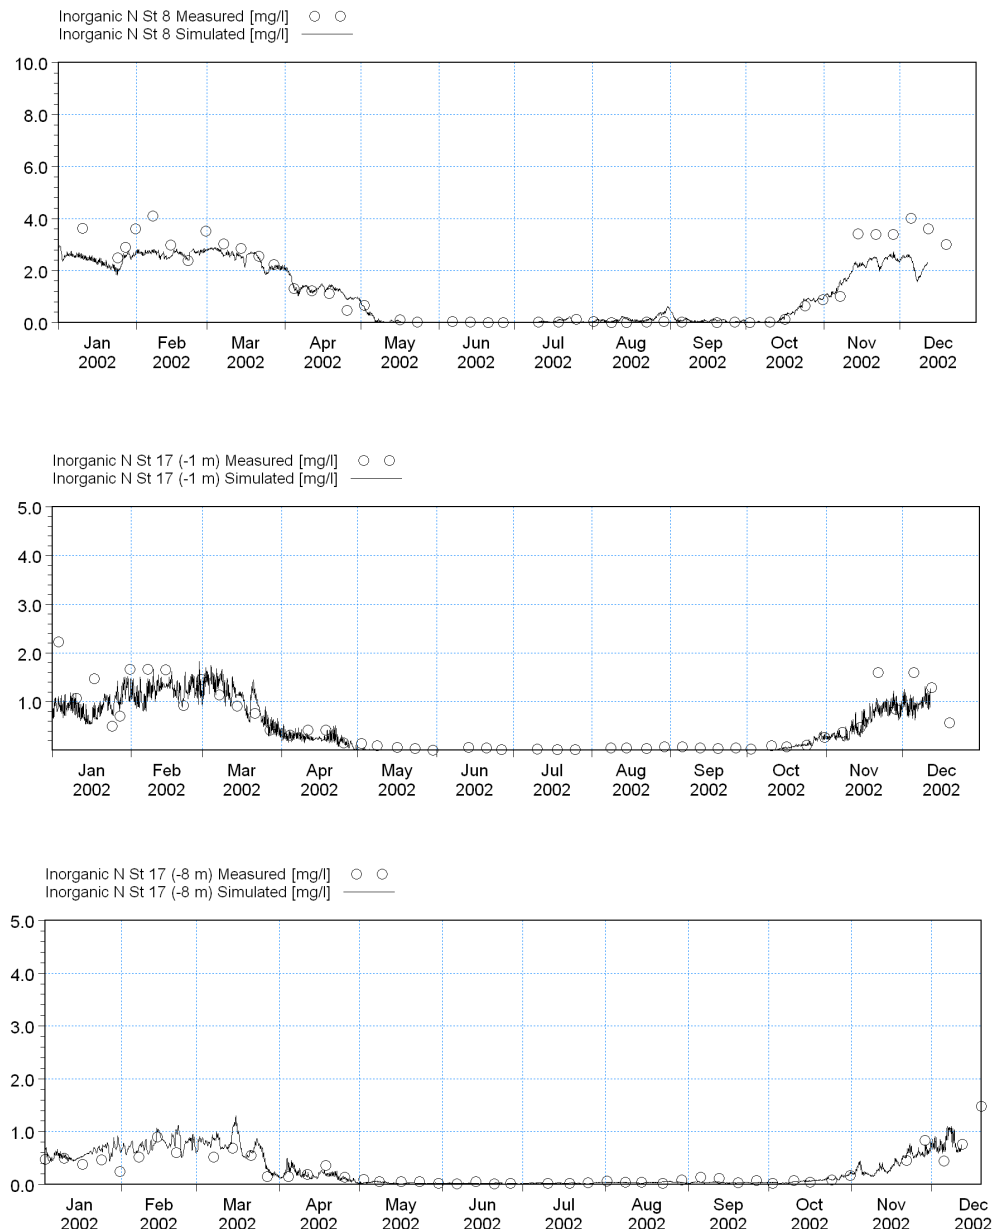 Inorganic N St 8 Measured [mg/l]
Inorganic N St 8 Simulated [mg/l]
10.0
8.0
6.0
4.0
2.0
0.0
Jan Feb Mar Apr May Jun Jul Aug Sep Oct Nov Dec
2002 2002 2002 2002 2002 2002 2002 2002 2002 2002 2002 2002
Inorganic N St 17 (-1 m) Measured [mg/l]
Inorganic N St 17 (-1 m) Simulated [mg/l]
5.0
4.0
3.0
2.0
1.0
Jan Feb Mar Apr May Jun Jul Aug Sep Oct Nov Dec
2002 2002 2002 2002 2002 2002 2002 2002 2002 2002 2002 2002
Inorganic N St 17 (-8 m) Measured [mg/l]
Inorganic N St 17 (-8 m) Simulated [mg/l]
5.0
4.0
3.0
2.0
1.0
0.0
Jan Feb Mar Apr May Jun Jul Aug Sep Oct Nov Dec
2002 2002 2002 2002 2002 2002 2002 2002 2002 2002 2002 2002